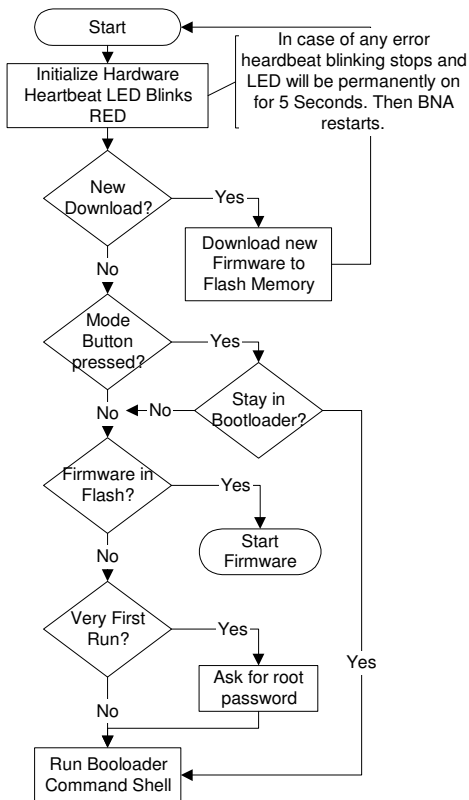 Start
In case of any error
heardbeat blinking stops and
LED will be permanently on
for 5 Seconds. Then BNA
restarts.
Initialize Hardware
Heartbeat LED Blinks
RED
New
Download?
Yes
Download new
Firmware to
Flash Memory
No
Mode
Button
pressed?
Yes
Stay in
Bootloader?
No
No
Firmware in
Flash?
Yes
Start
Firmware
No
Very First
Run?
Yes
Ask for root
password
Yes
No
Run Booloader
Command Shell